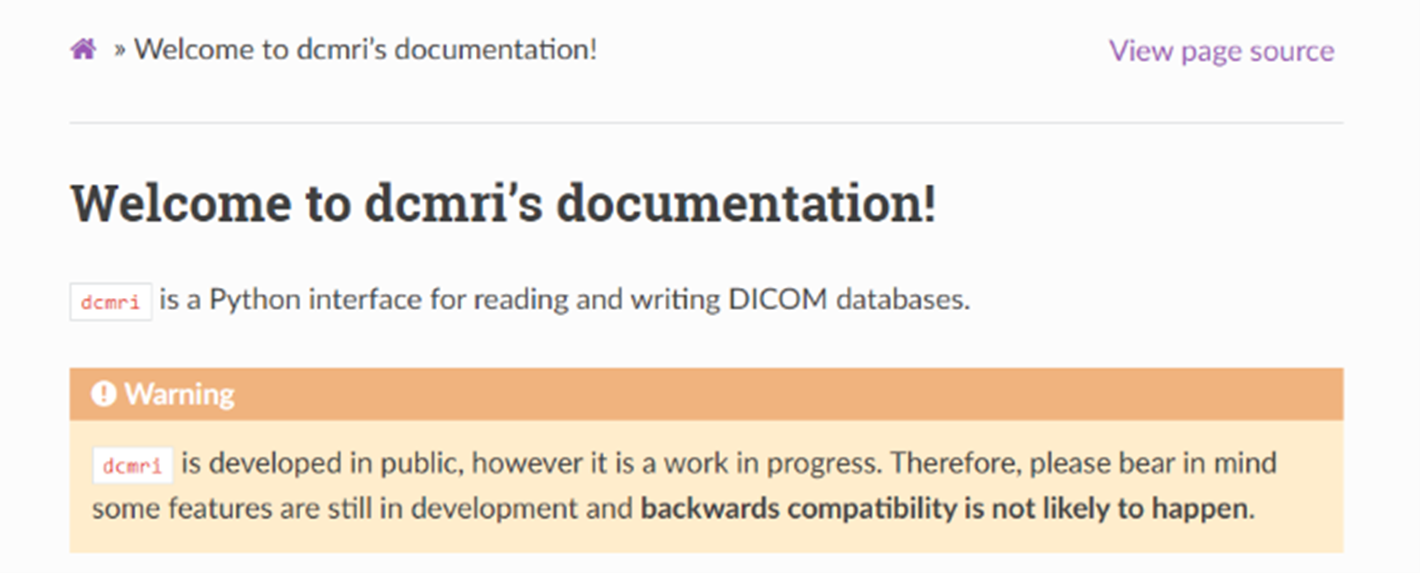 » Welcome to dcmri's documentation! View page source
Welcome to dcmri's documentation!
dcmri is a Python interface for reading and writing DICOM databases.
Warning
dcmri is developed in public, however it is a work in progress. Therefore, please bear in mind
some features are still in development and backwards compatibility is not likely to happen.